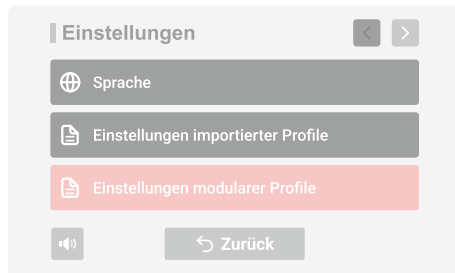 Einstellungen
Sprache
Einstellungen importierter Profile
Einstellungen modularer Profile
Zurück